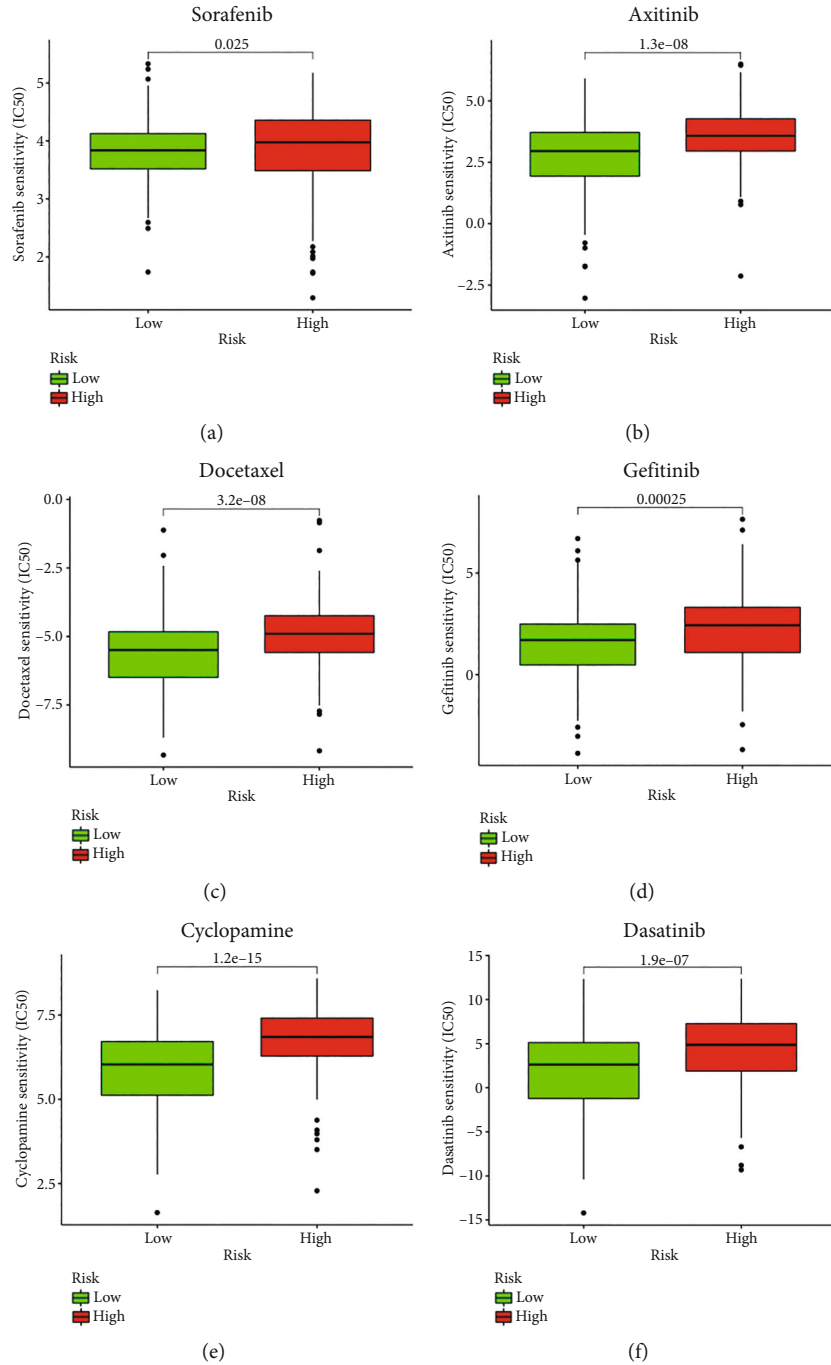 Sorafenib
0.025
Sorafenib sensitivity (IC50)
5
4
3
2
Low High
Risk
Risk
Low
High
(a)
Axitinib
1.3e–08
Axitinib sensitivity (IC50)
5.0
2.5
0.0
–2.5
Low High
Risk
Risk
Low
High
(b)
Docetaxel
3.2e–08
Docetaxel sensitivity (IC50)
0.0
–2.5
–5.0
–7.5
Low High
Risk
Risk
Low
High
(c)
Gefitinib
0.00025
Gefitinib sensitivity (IC50)
5
0
Low High
Risk
Risk
Low
High
(d)
Cyclopamine
1.2e–15
Cyclopamine sensitivity (IC50)
7.5
5.0
2.5
Low High
Risk
Risk
Low
High
(e)
Dasatinib
1.9e–07
Dasatinib sensitivity (IC50)
15
10
5
0
–5
–10
–15
Low High
Risk
Risk
Low
High
(f)